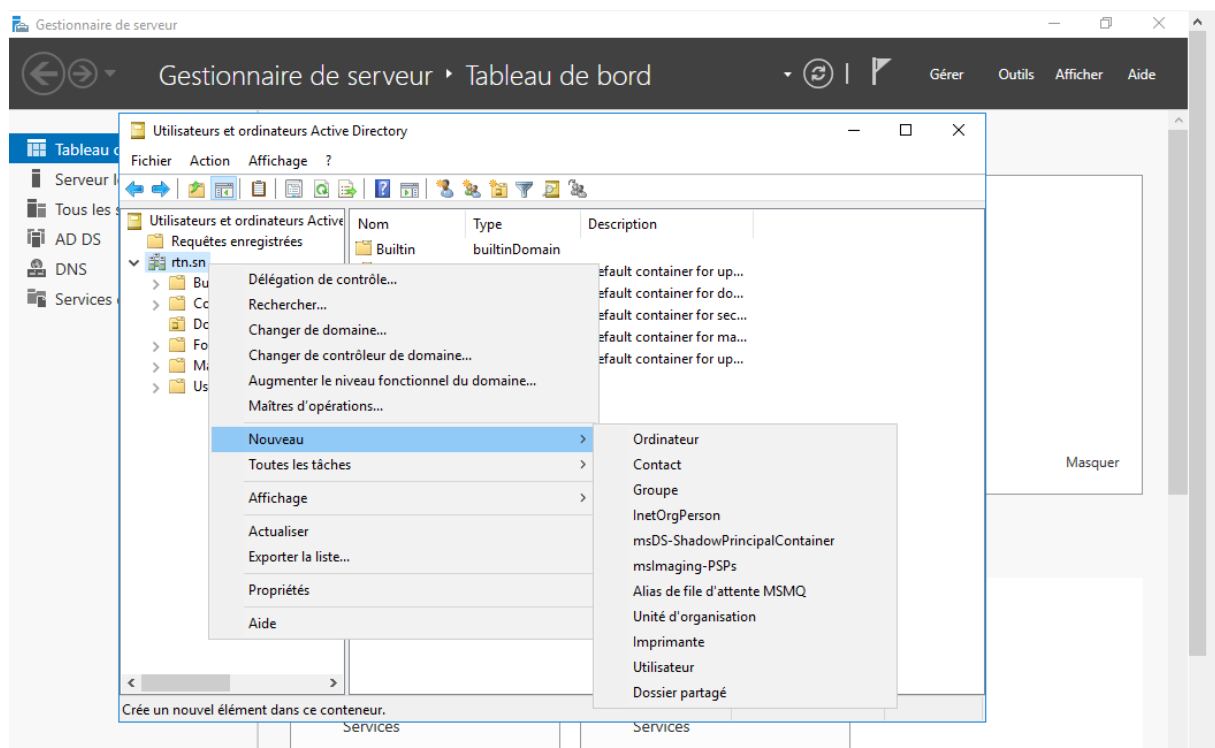 Gestionnaire de serveur
Gestionnaire de serveur ‣ Tableau de bord
Gérer Outils Afficher Aide
Utilisateurs et ordinateurs Active Directory
Fichier Action Affichage ?
Tableau
Serveur
Tous les
AD DS
DNS
Services
Utilisateurs et ordinateurs Active
Requêtes enregistrées
rtn.sn
Bu
Co
Do
Fo
Ma
Us
Nom Type Description
Builtin builtinDomain
efault container for up...
efault container for do...
efault container for sec...
efault container for ma...
efault container for up...
Délégation de contrôle...
Rechercher...
Changer de domaine...
Changer de contrôleur de domaine...
Augmenter le niveau fonctionnel du domaine...
Maîtres d'opérations...
Nouveau
Toutes les tâches
Affichage
Actualiser
Exporter la liste...
Propriétés
Aide
Ordinateur
Contact
Groupe
InetOrgPerson
msDS-ShadowPrincipalContainer
msImaging-PSPs
Alias de file d'attente MSMQ
Unité d'organisation
Imprimante
Utilisateur
Dossier partagé
Masquer
Crée un nouvel élément dans ce conteneur.
Services
Services